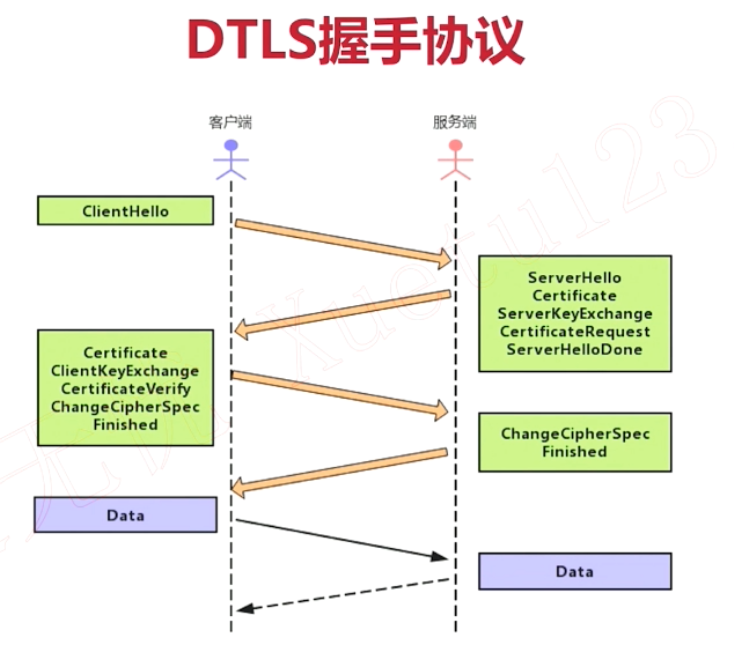 DTLS握手协议
客户端
服务端
ClientHello
ServerHello
Certificate
ServerKeyExchange
CertificateRequest
ServerHelloDone
Certificate
ClientKeyExchange
CertificateVerify
ChangeCipherSpec
Finished
ChangeCipherSpec
Finished
Data
Data